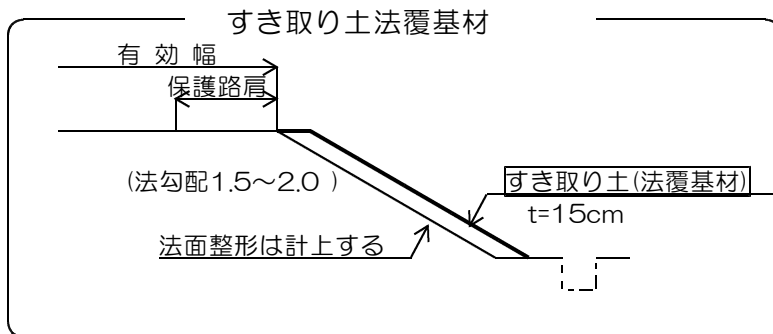 すき取り土法覆基材
有 効 幅
保護路肩
(法勾配1.5～2.0 )
すき取り土(法覆基材)
t=15cm
法面整形は計上する